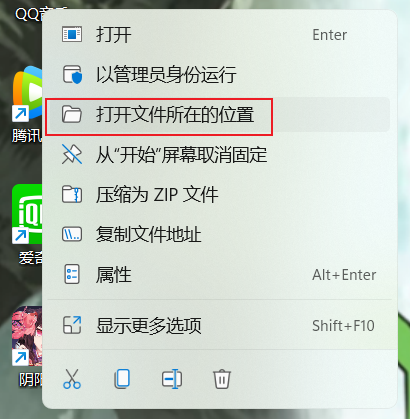 QQ音乐
打开 Enter
以管理员身份运行
打开文件所在的位置
腾讯
从“开始”屏幕取消固定
压缩为 ZIP 文件
iQ
复制文件地址
爱奇
属性 Alt+Enter
显示更多选项 Shift+F10
阴阳